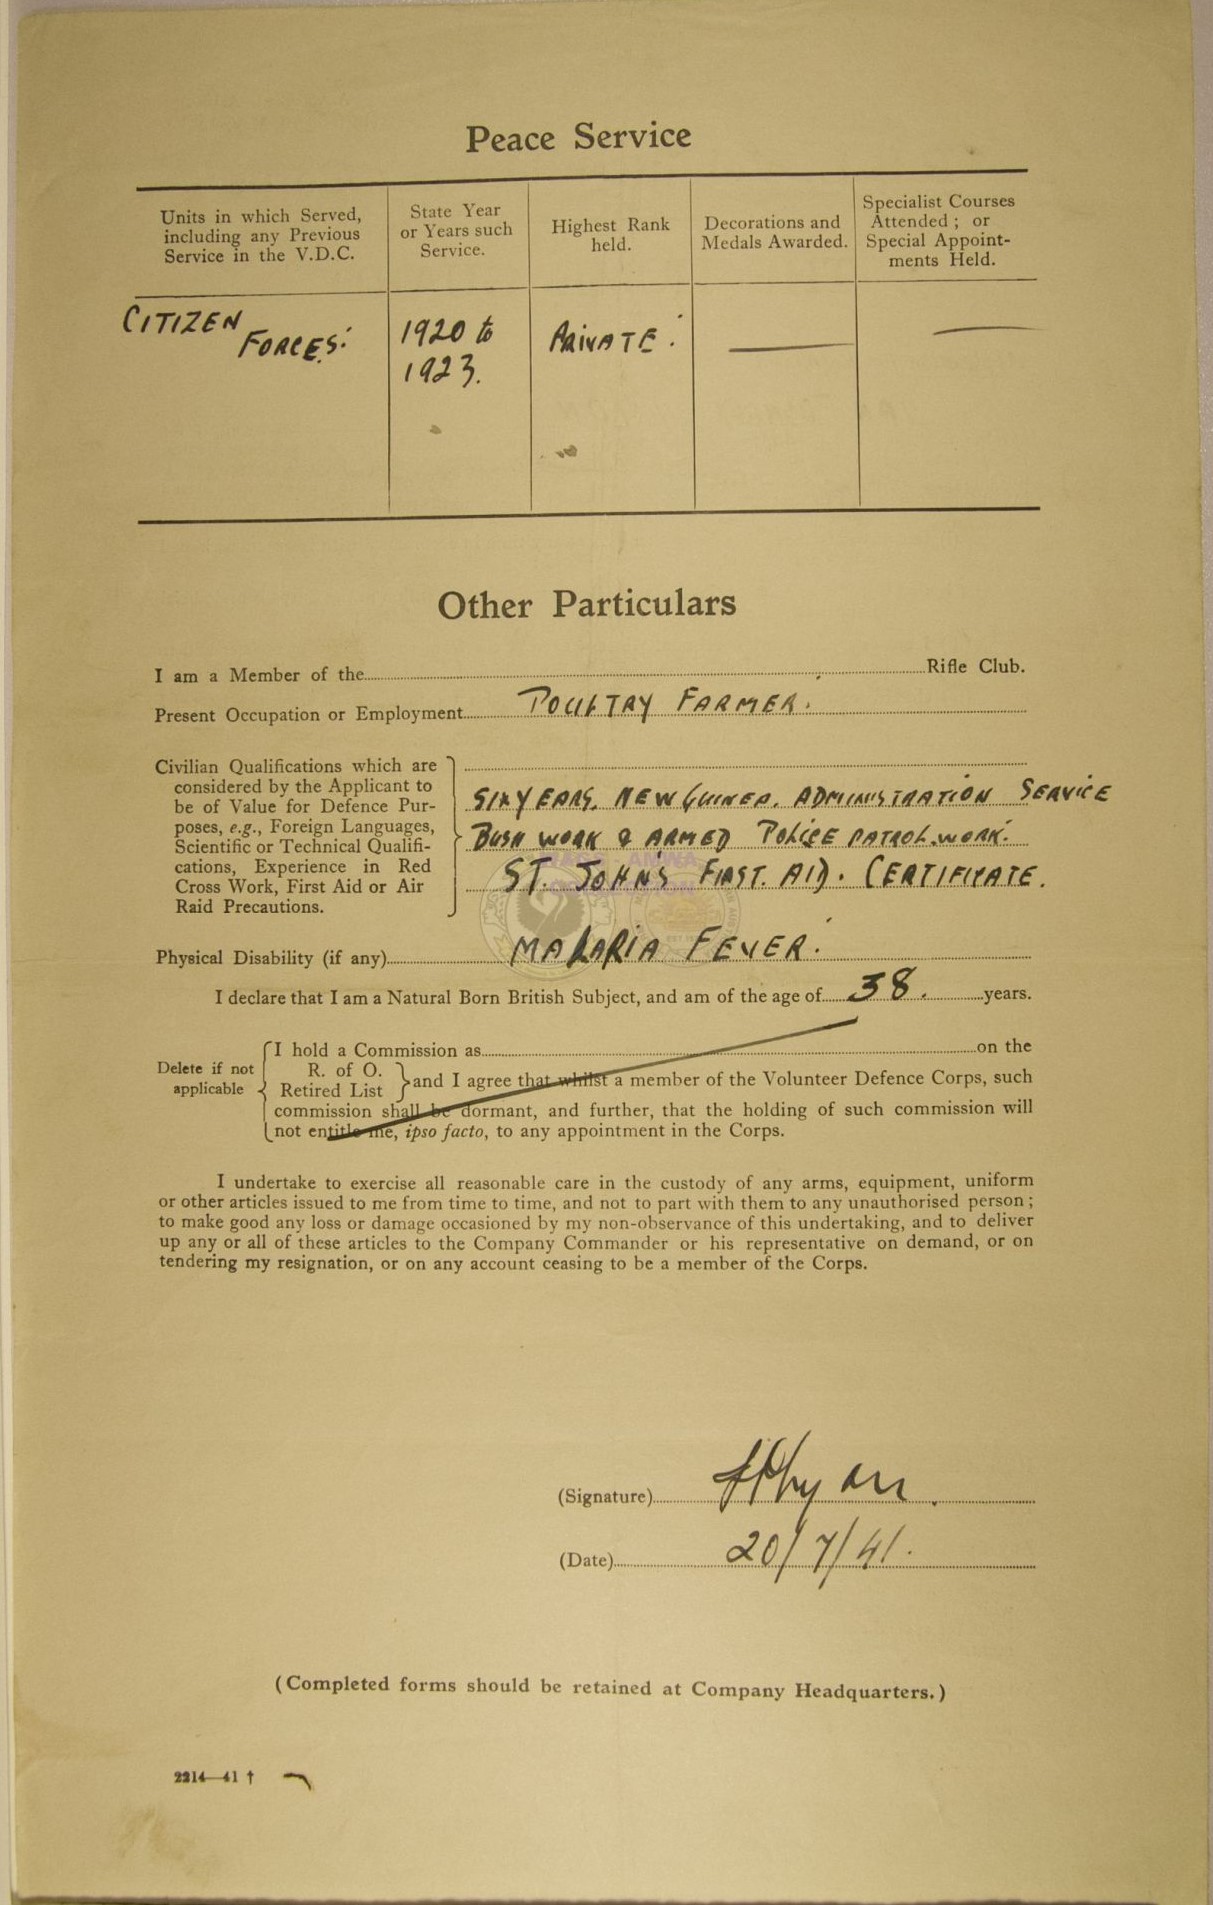 Peace Service
Units in which Served, including any Previous Service in the V.D.C.
State Year or Years such Service.
Highest Rank held.
Decorations and Medals Awarded.
Specialist Courses Attended ; or Special Appoint- ments Held.
CITIZEN
FORCES.
1920 to
1923.
PRIVATE.
Other Particulars
I am a Member of the Rifle Club.
Present Occupation or Employment POULTRY FARMER.
Civilian Qualifications which are
considered by the Applicant to
be of Value for Defence Pur-
poses, e.g., Foreign Languages,
Scientific or Technical Qualifi-
cations, Experience in Red
Cross Work, First Aid or Air
Raid Precautions.
SIX YEARS. NEW GUINEA. ADMINISTRATION SERVICE
BUSH WORK & ARMED POLICE PATROL. WORK.
ST. JOHN'S FIRST. AID. CERTIFICATE.
Physical Disability (if any) MALARIA FEVER.
I declare that I am a Natural Born British Subject, and am of the age of 38. years.
Delete if not
applicable
I hold a Commission as on the
R. of O.
Retired List
and I agree that whilst a member of the Volunteer Defence Corps, such
commission shall be dormant, and further, that the holding of such commission will
not entitle me, ipso facto, to any appointment in the Corps.
I undertake to exercise all reasonable care in the custody of any arms, equipment, uniform
or other articles issued to me from time to time, and not to part with them to any unauthorised person ;
to make good any loss or damage occasioned by my non-observance of this undertaking, and to deliver
up any or all of these articles to the Company Commander or his representative on demand, or on
tendering my resignation, or on any account ceasing to be a member of the Corps.
(Signature)
(Date) 20/7/41.
(Completed forms should be retained at Company Headquarters.)
2214—41 †